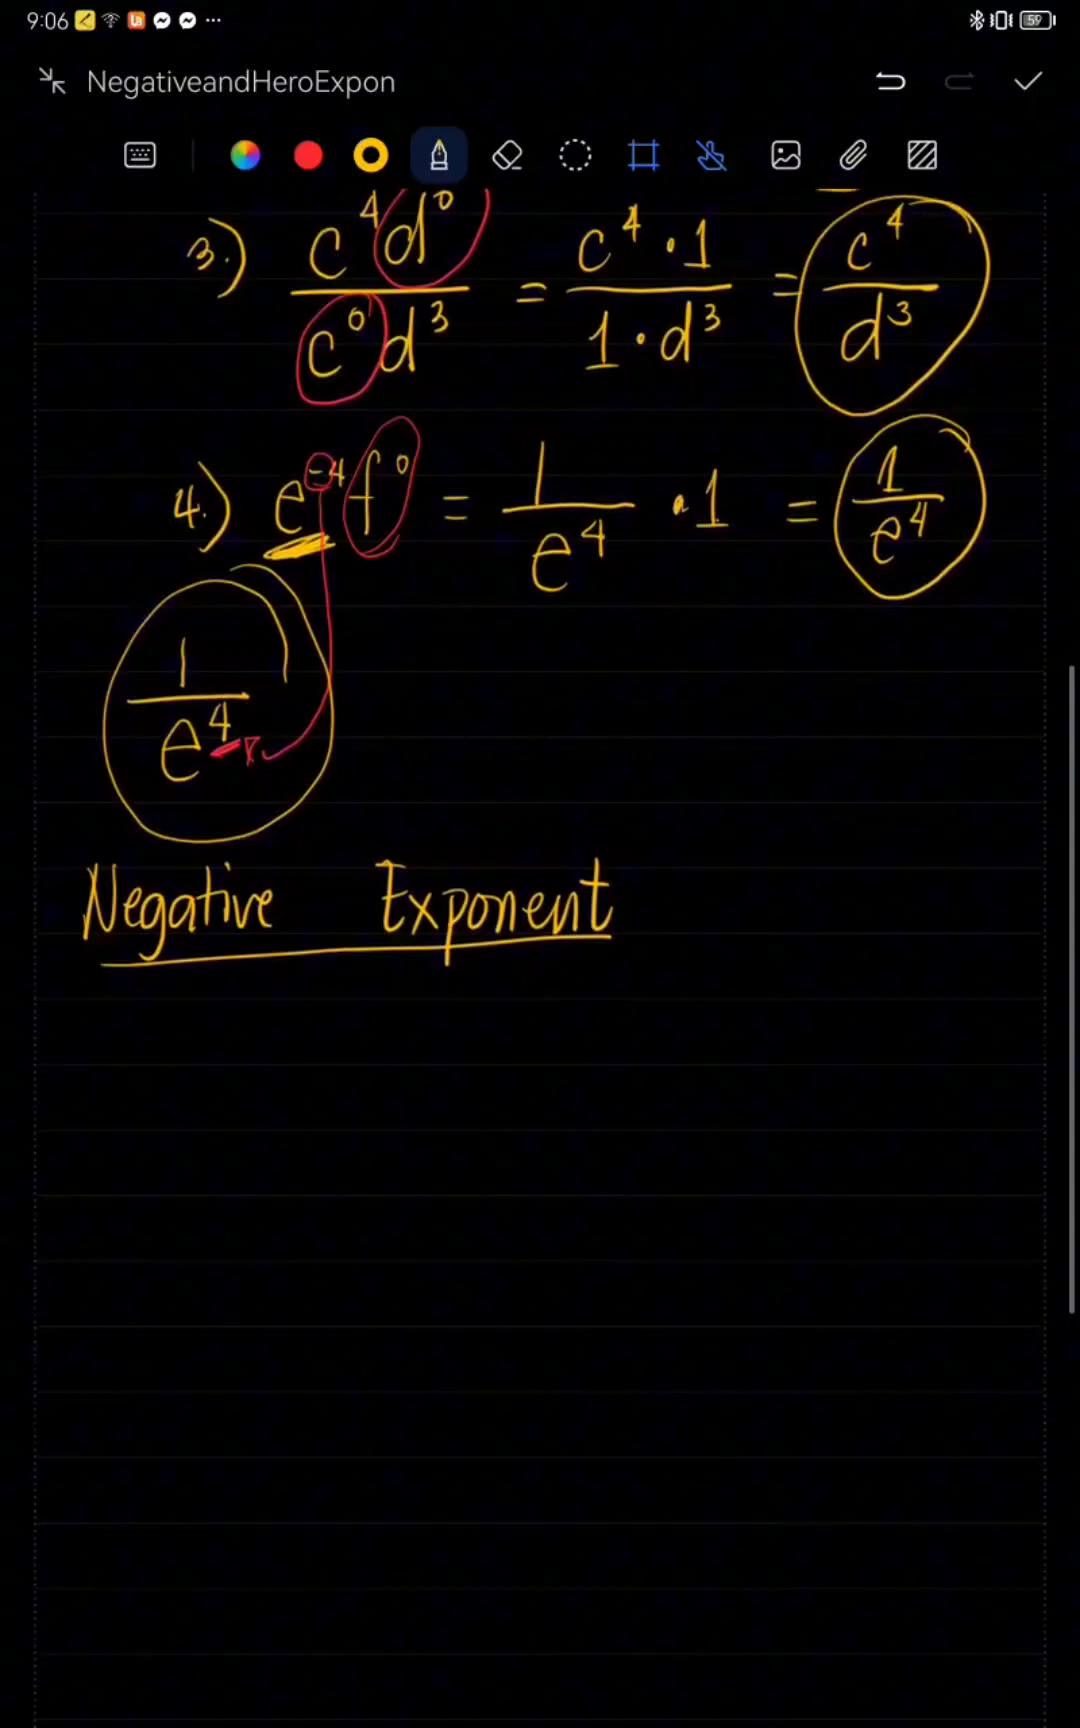 9:06 ... 59
NegativeandHeroExpon
3.) c⁴d⁰/c⁰d³ = c⁴·1/1·d³ = c⁴/d³
4.) e⁻⁴f⁰ = 1/e⁴ · 1 = 1/e⁴
1/e⁴
Negative Exponent